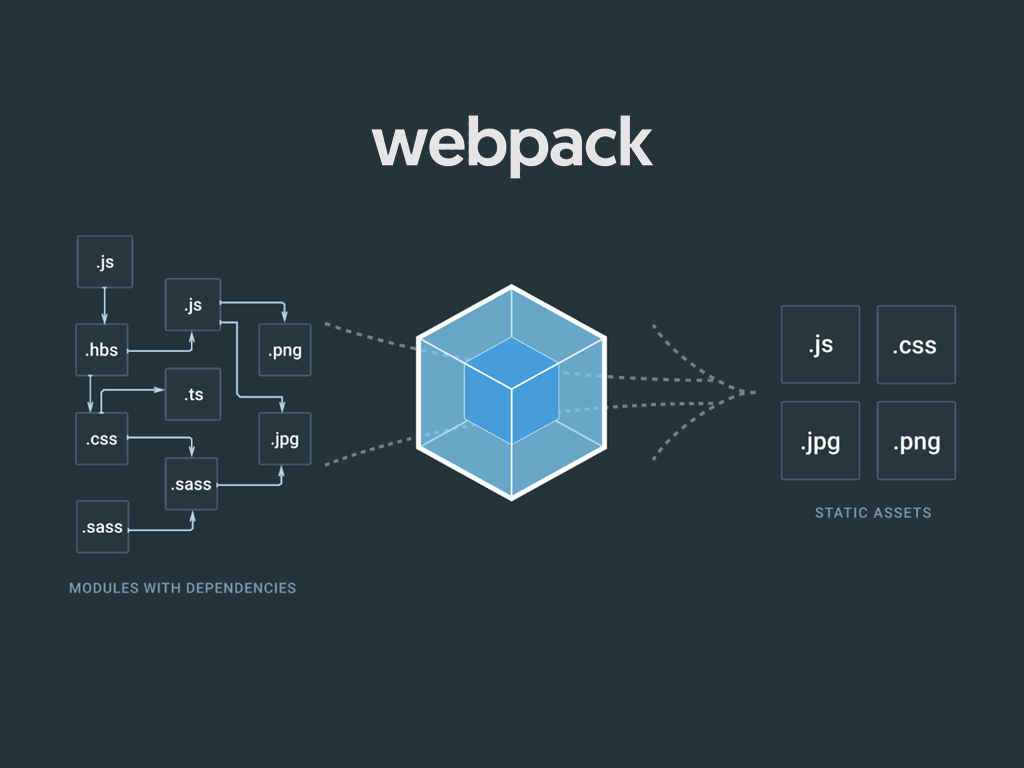 webpack
.js
.js
.hbs
.png
.ts
.css
.jpg
.sass
.sass
MODULES WITH DEPENDENCIES
.js
.css
.jpg
.png
STATIC ASSETS